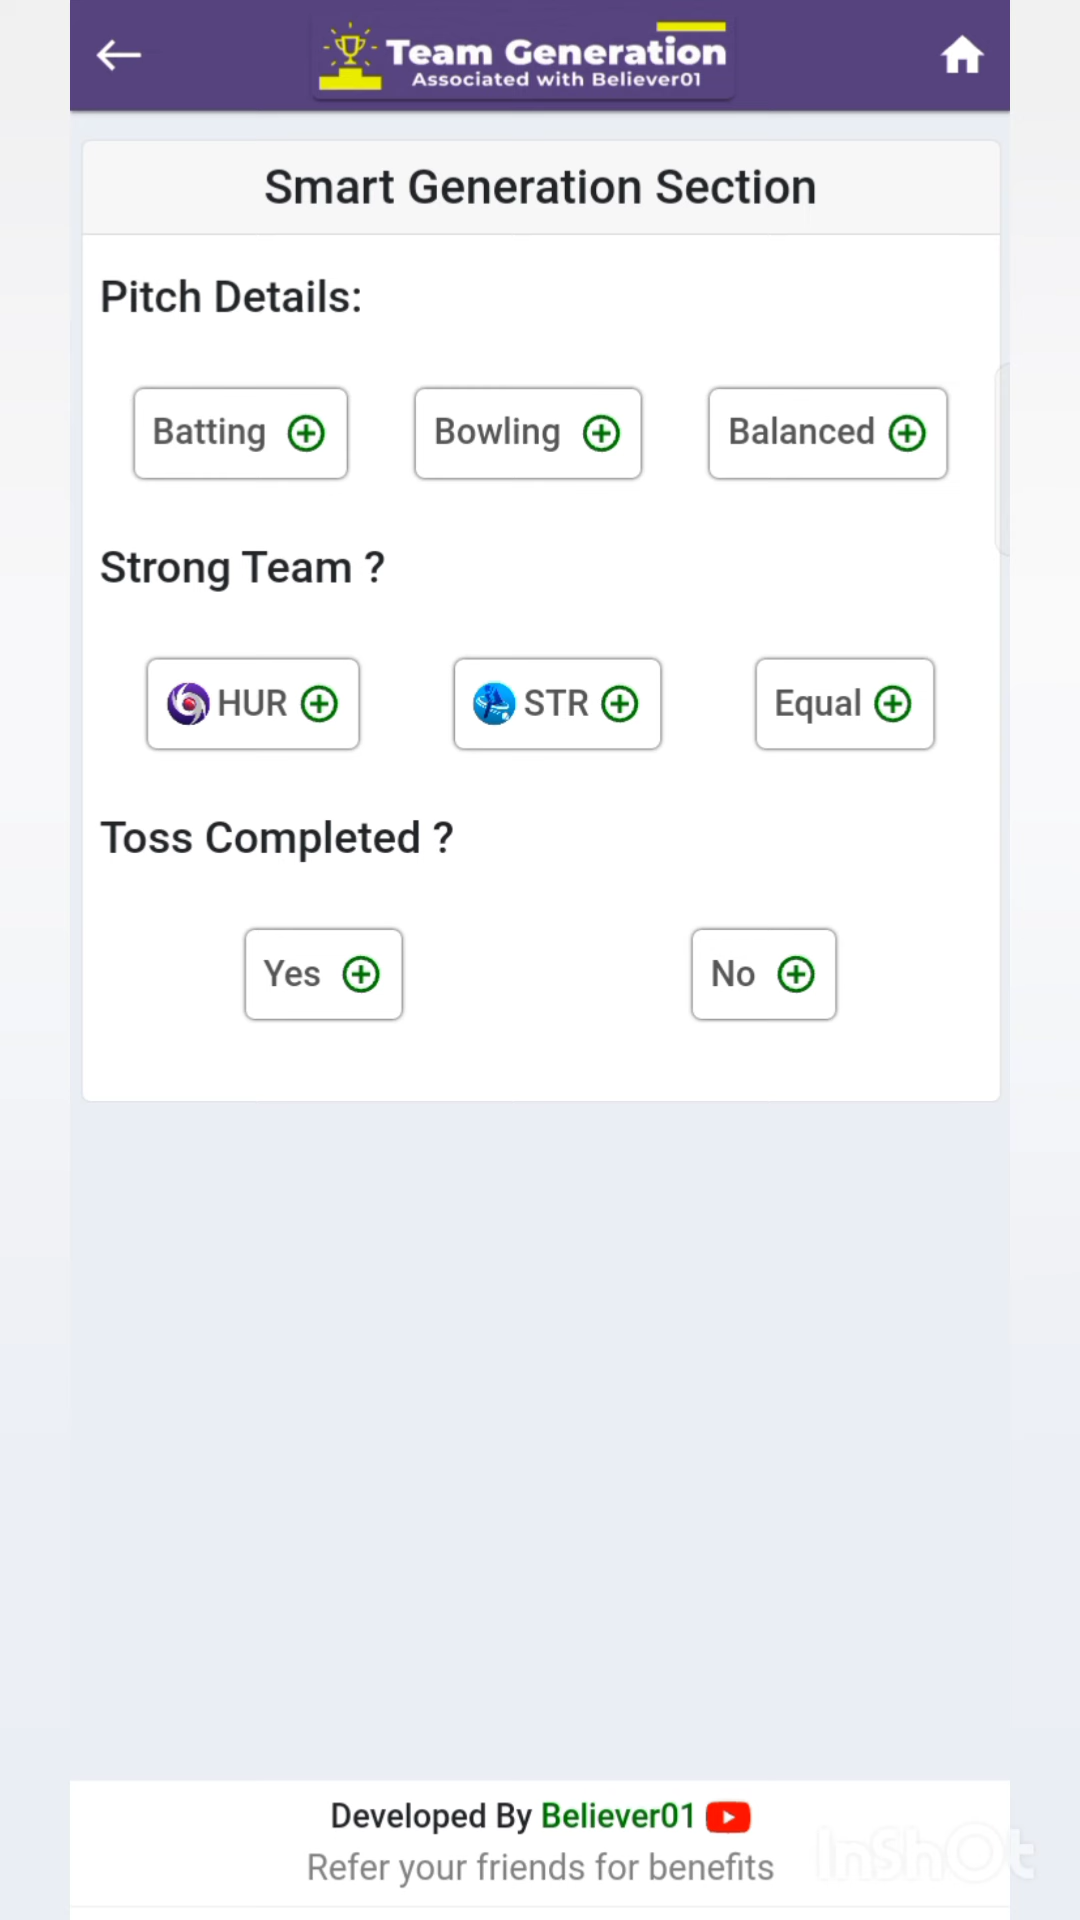 Team Generation
Associated with Believer01
Smart Generation Section
Pitch Details:
Batting Bowling Balanced
Strong Team ?
HUR STR Equal
Toss Completed ?
Yes No
Developed By Believer01
Refer your friends for benefits
InShOt